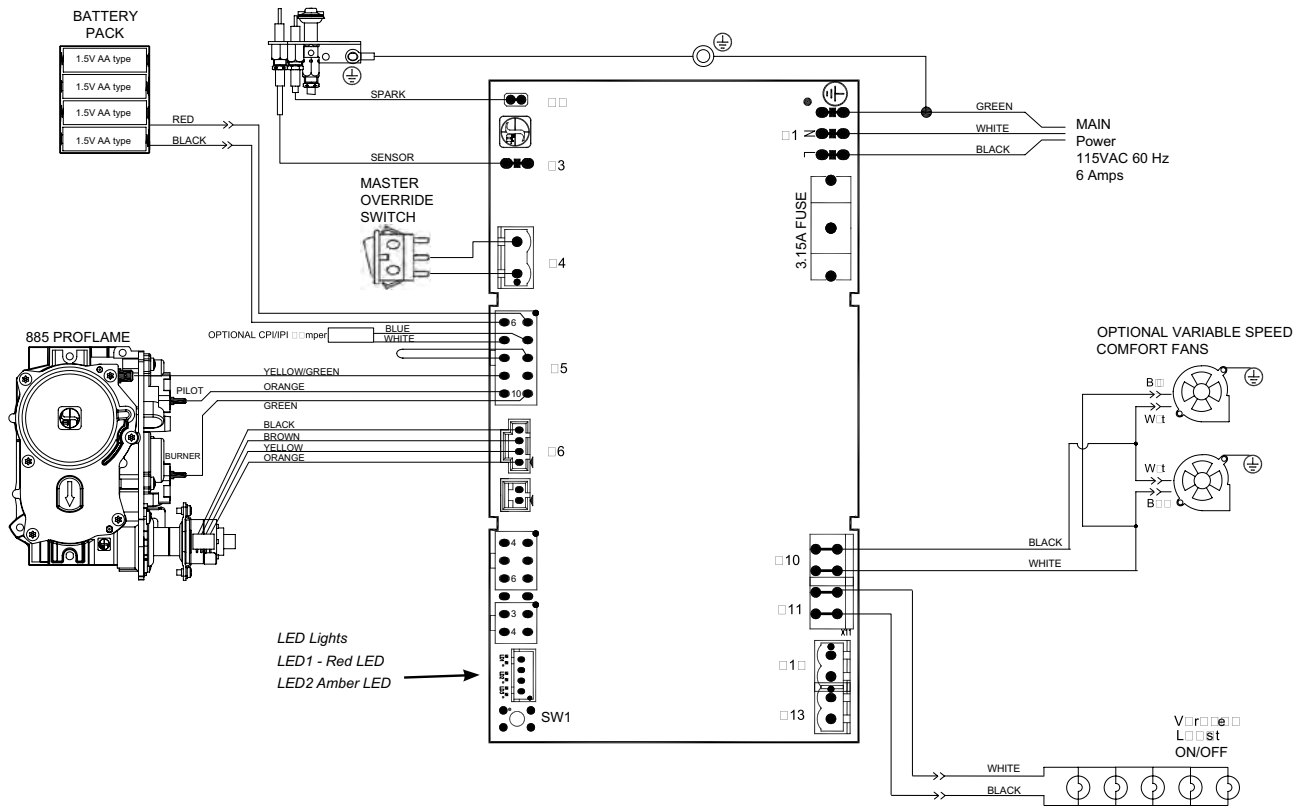 BATTERY
PACK
1.5V AA type
1.5V AA type
1.5V AA type
1.5V AA type
RED
BLACK
SPARK
SENSOR
3
MASTER
OVERRIDE
SWITCH
4
GREEN
WHITE
BLACK
1
N
L
MAIN
Power
115VAC 60 Hz
6 Amps
3.15A FUSE
885 PROFLAME
OPTIONAL CPI/IPI
BLUE
WHITE
6
5
YELLOW/GREEN
PILOT
ORANGE
10
GREEN
BLACK
BROWN
YELLOW
ORANGE
6
BURNER
OPTIONAL VARIABLE SPEED
COMFORT FANS
4
6
3
4
10
BLACK
WHITE
11
X11
13
LED Lights
LED1 - Red LED
LED2 Amber LED
SW1
ON/OFF
WHITE
BLACK